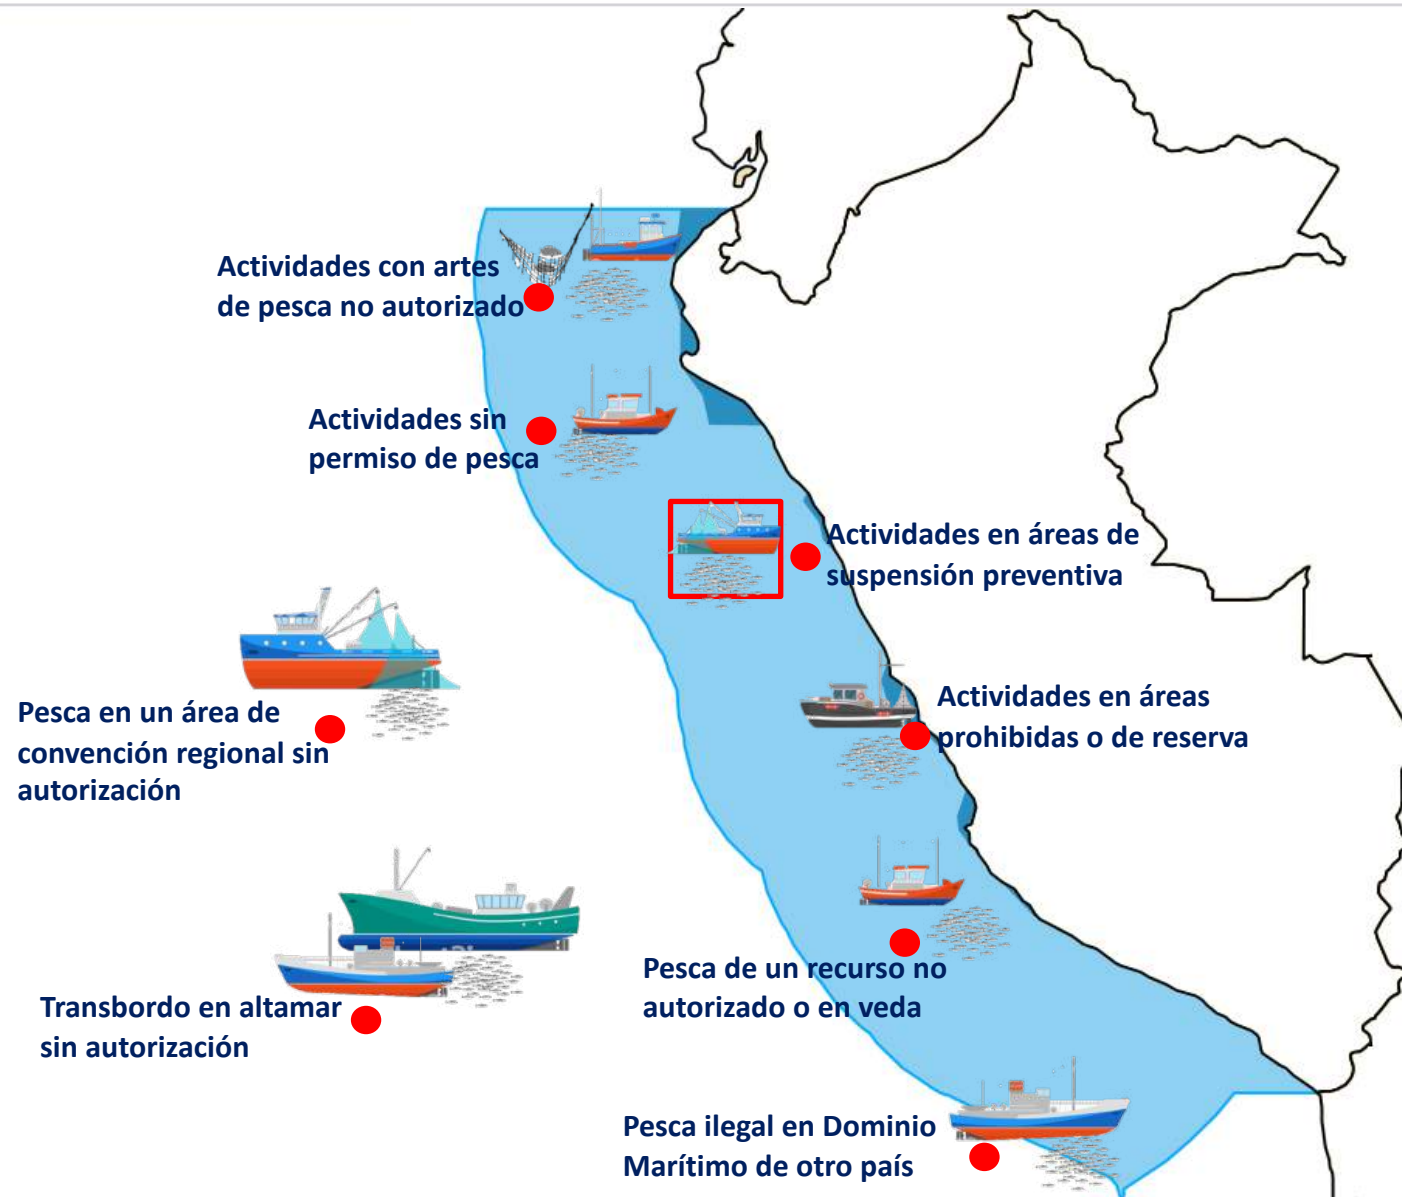 Actividades con artes
de pesca no autorizado
Actividades sin
permiso de pesca
Actividades en áreas de
suspensión preventiva
Pesca en un área de
convención regional sin
autorización
Actividades en áreas
prohibidas o de reserva
Transbordo en altamar
sin autorización
Pesca de un recurso no
autorizado o en veda
Pesca ilegal en Dominio
Marítimo de otro país